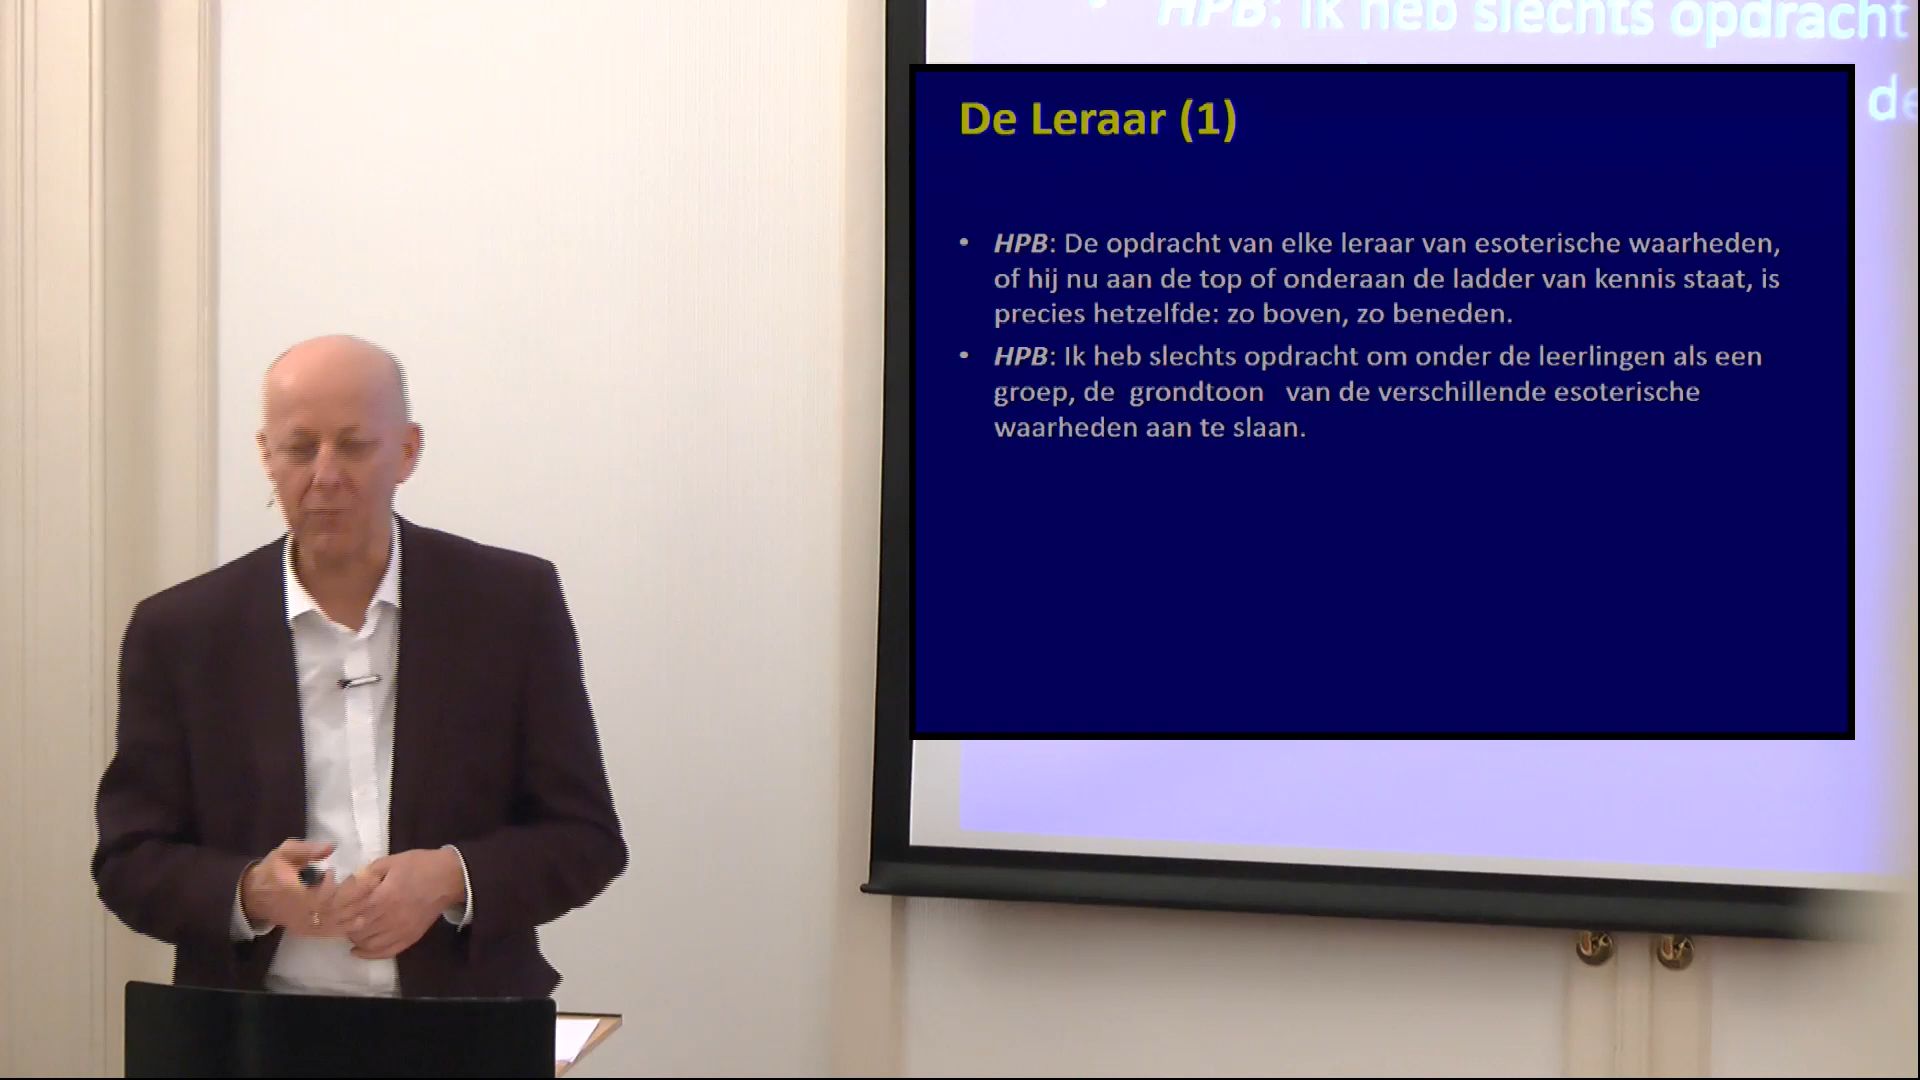 HPB: Ik heb slechts opdracht
de
De Leraar (1)
• HPB: De opdracht van elke leraar van esoterische waarheden,
of hij nu aan de top of onderaan de ladder van kennis staat, is
precies hetzelfde: zo boven, zo beneden.
• HPB: Ik heb slechts opdracht om onder de leerlingen als een
groep, de grondtoon van de verschillende esoterische
waarheden aan te slaan.